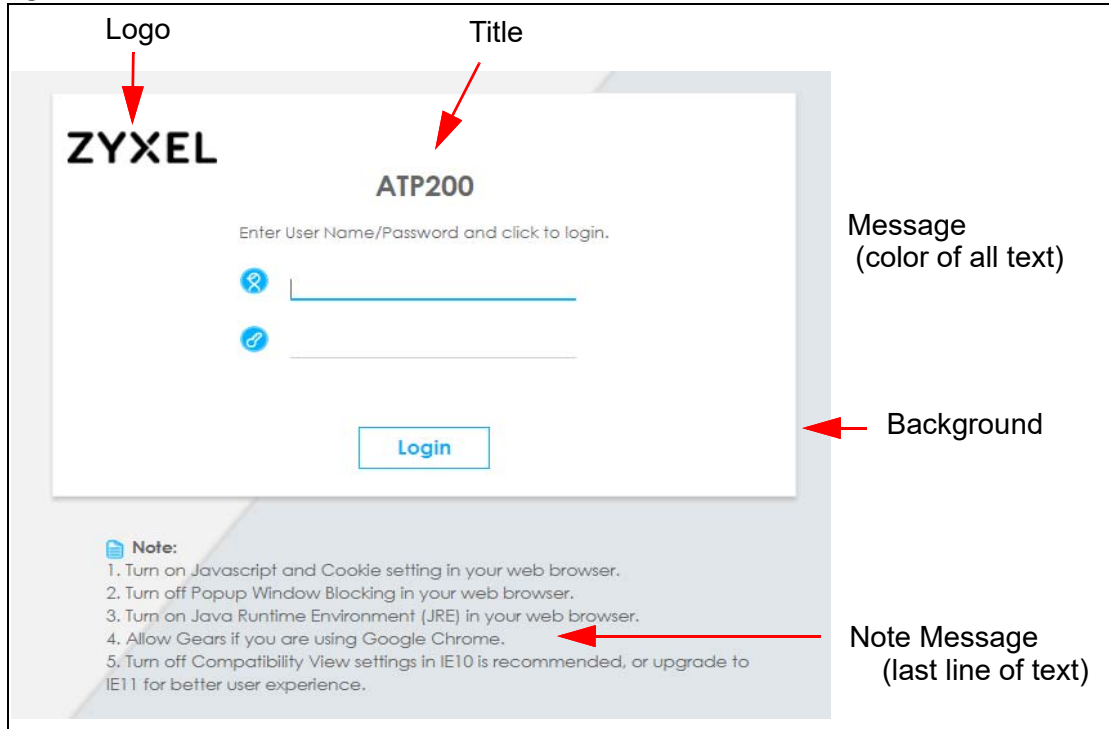 Logo
Title
ZYXEL
ATP200
Enter User Name/Password and click to login.
Message
(color of all text)
Background
Login
Note:
1. Turn on Javascript and Cookie setting in your web browser.
2. Turn off Popup Window Blocking in your web browser.
3. Turn on Java Runtime Environment (JRE) in your web browser.
4. Allow Gears if you are using Google Chrome.
5. Turn off Compatibility View settings in IE10 is recommended, or upgrade to
IE11 for better user experience.
Note Message
(last line of text)